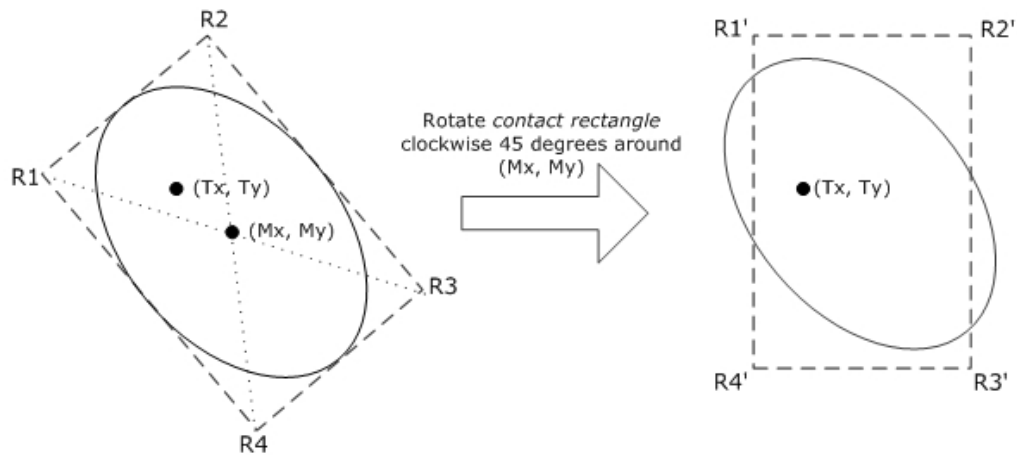 R2
R1
(Tx, Ty)
(Mx, My)
R3
R4
Rotate contact rectangle
clockwise 45 degrees around
(Mx, My)
R1'
R2'
(Tx, Ty)
R4'
R3'